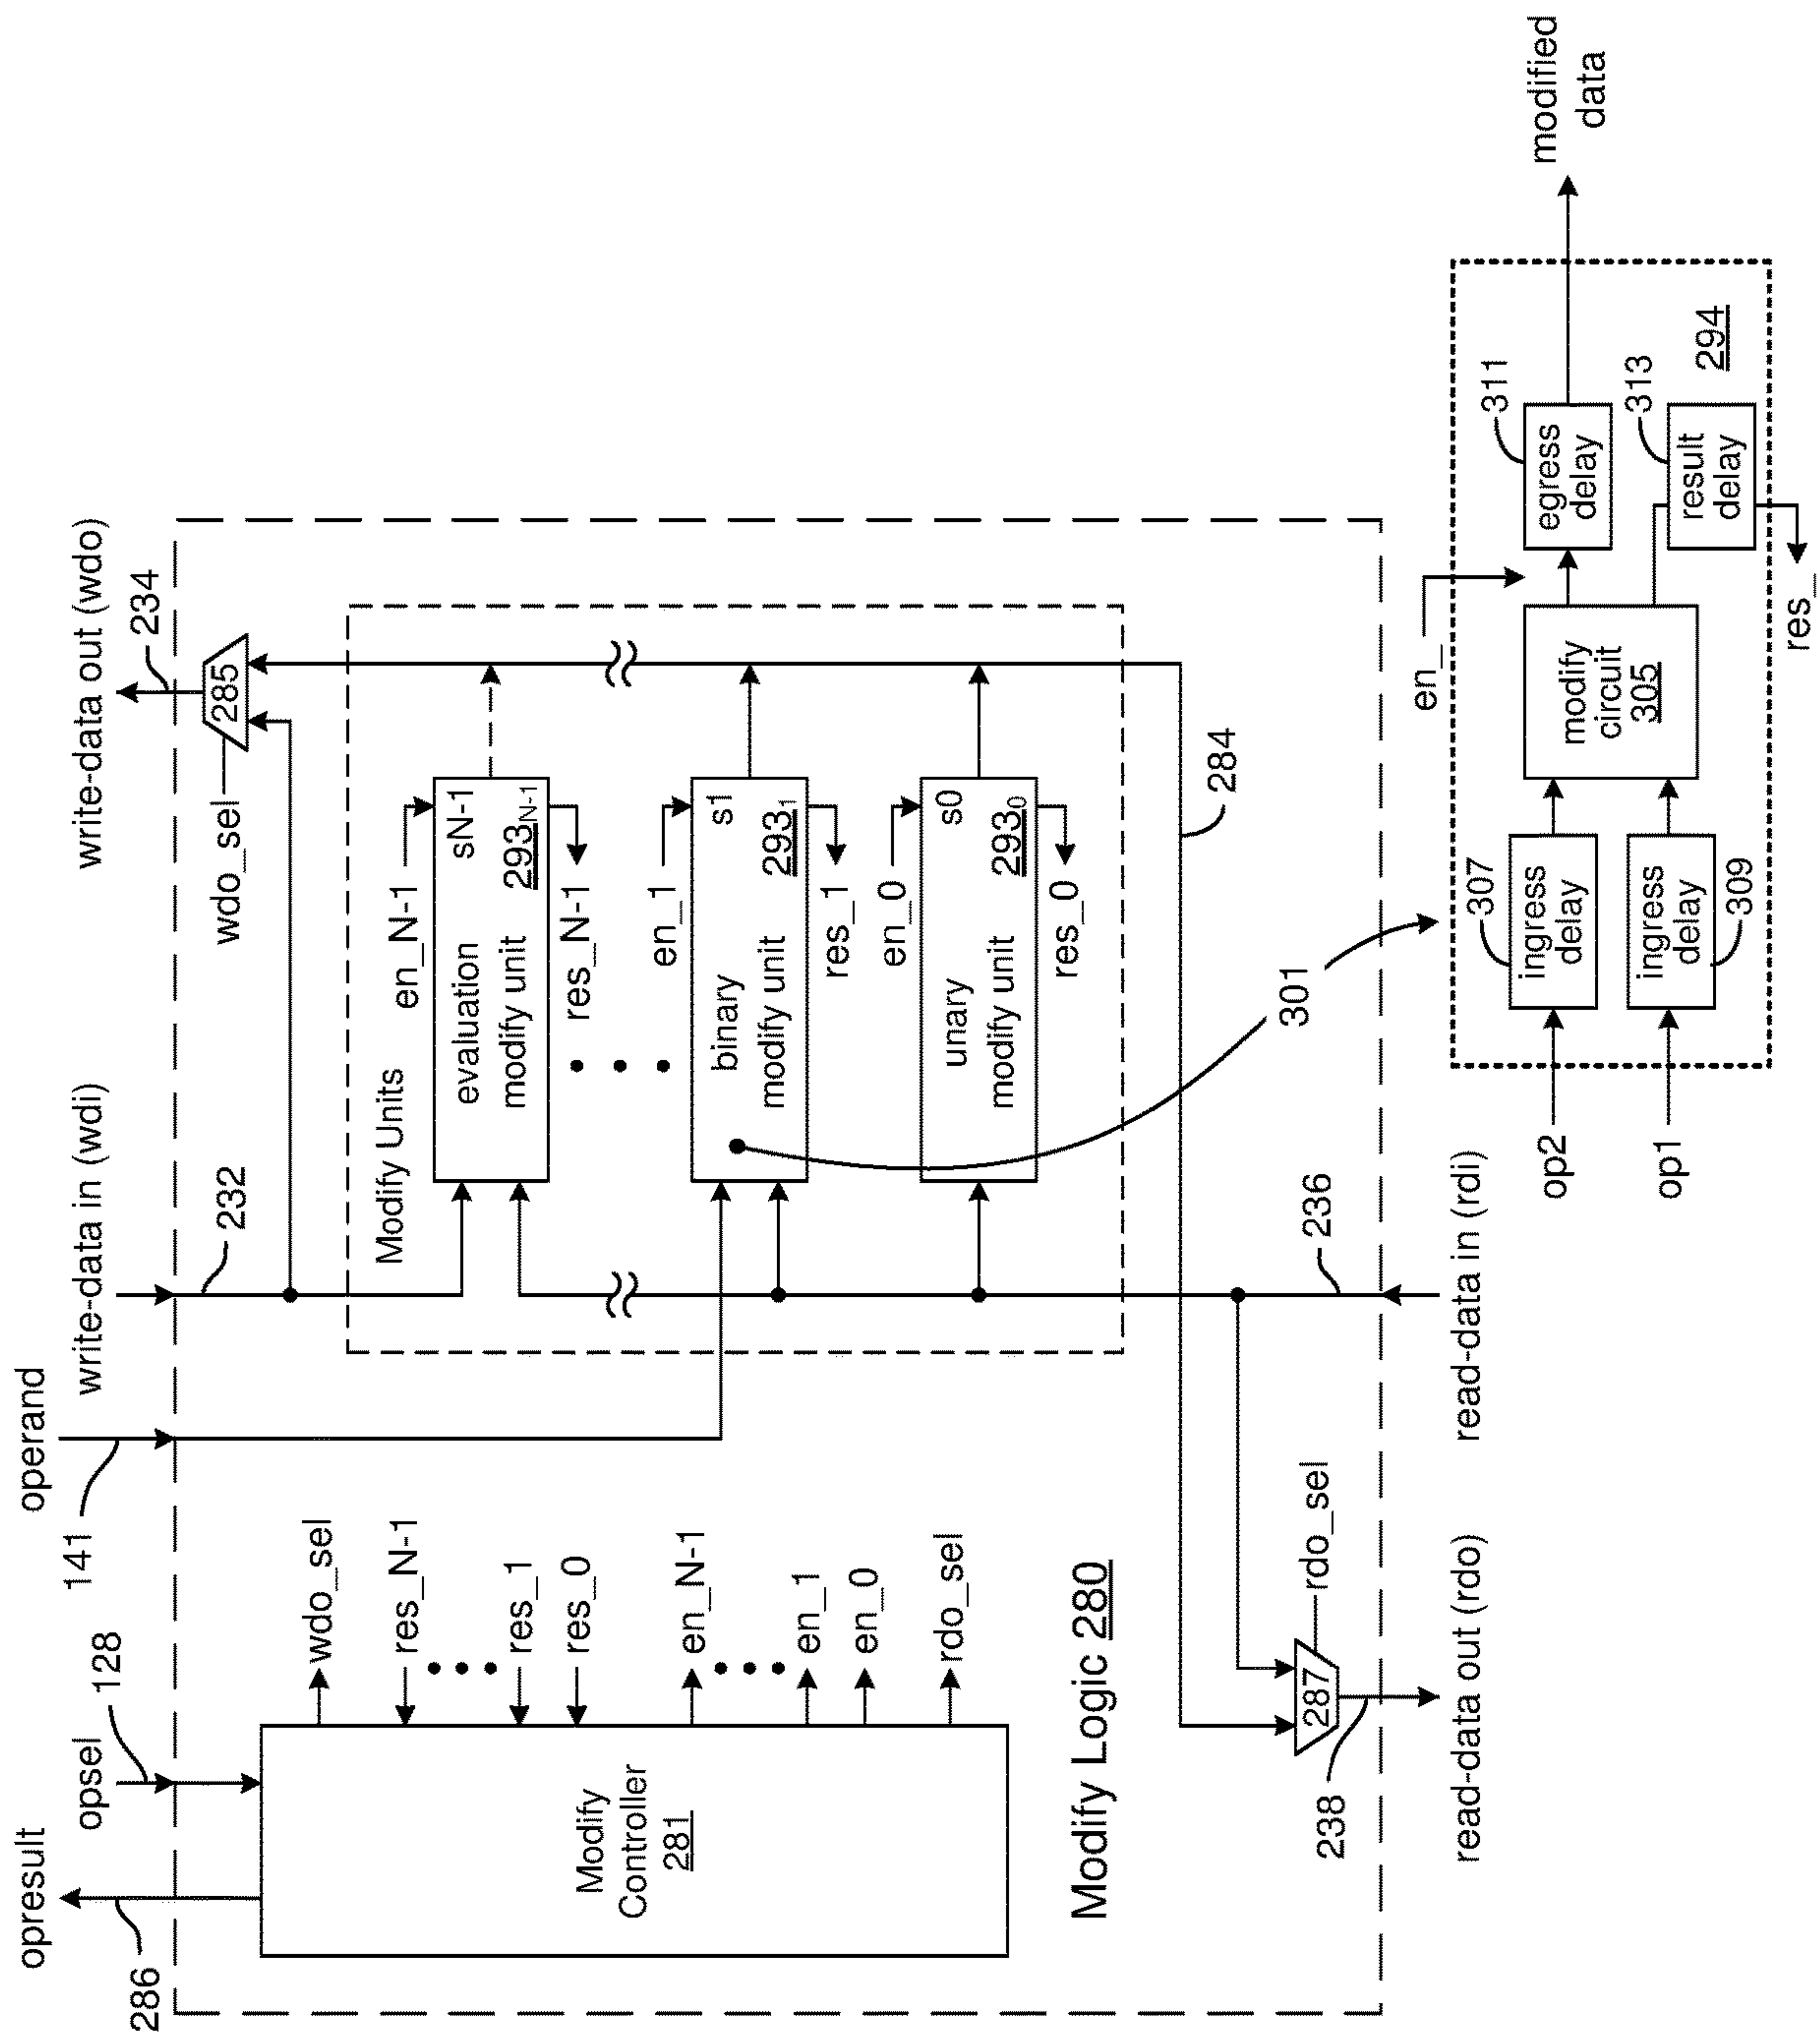 opresult
286
opsel
128
operand
141
write-data in (wdi)
232
write-data out (wdo)
234
wdo_sel
285
Modify
Controller
281
wdo_sel
res_N-1
res_1
res_0
en_N-1
en_1
en_0
rdo_sel
Modify Units
evaluation
modify unit
sN-1
293N-1
en_N-1
res_N-1
binary
modify unit
s1
2931
en_1
res_1
unary
modify unit
s0
2930
en_0
res_0
284
301
236
Modify Logic 280
287
rdo_sel
238
read-data out (rdo)
read-data in (rdi)
op2
op1
307
ingress
delay
ingress
delay
309
modify
circuit
305
en_
311
egress
delay
313
result
delay
294
res_
modified
data